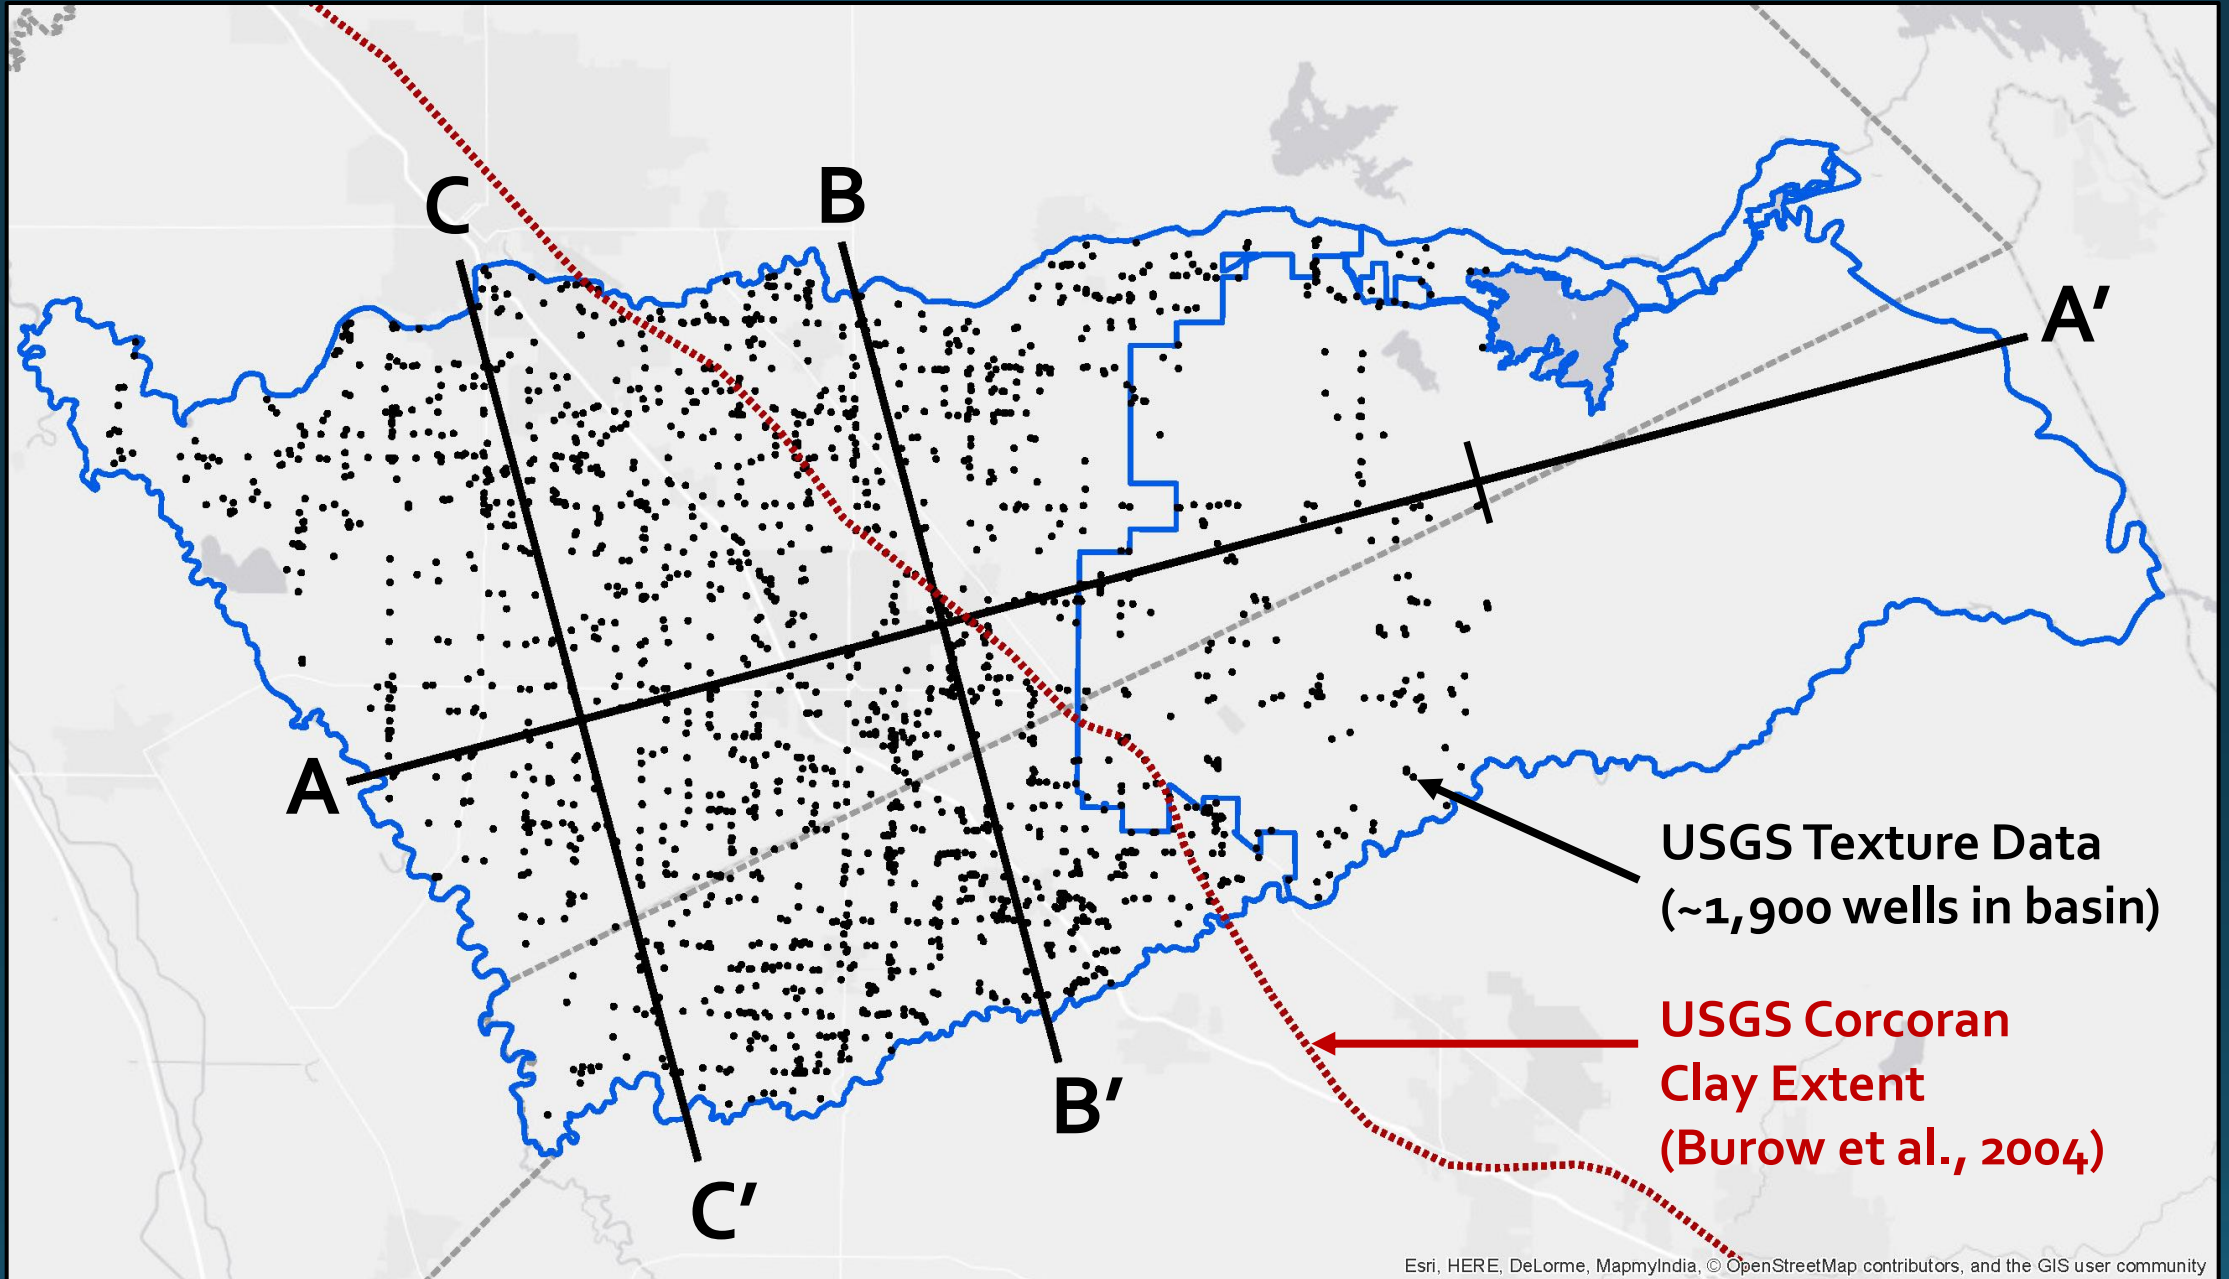 B
C
A′
A
USGS Texture Data
(~1,900 wells in basin)
USGS Corcoran
Clay Extent
(Burow et al., 2004)
B′
C′
Esri, HERE, DeLorme, MapmyIndia, © OpenStreetMap contributors, and the GIS user community